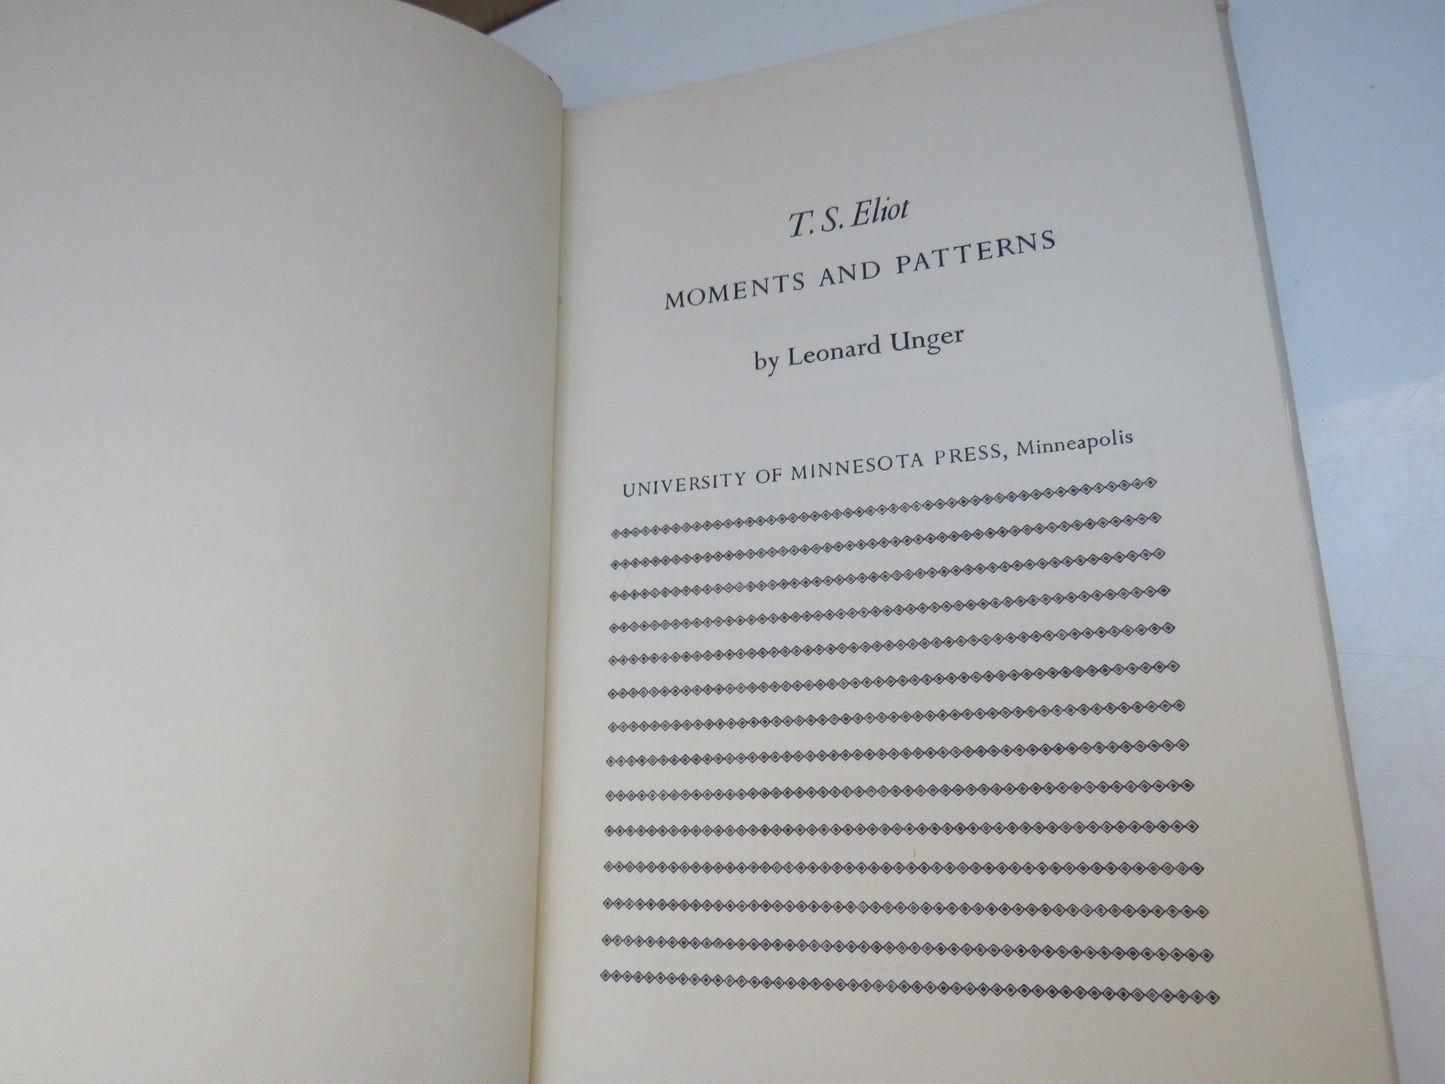 T. S. Eliot
MOMENTS AND PATTERNS
by Leonard Unger
UNIVERSITY OF MINNESOTA PRESS, Minneapolis